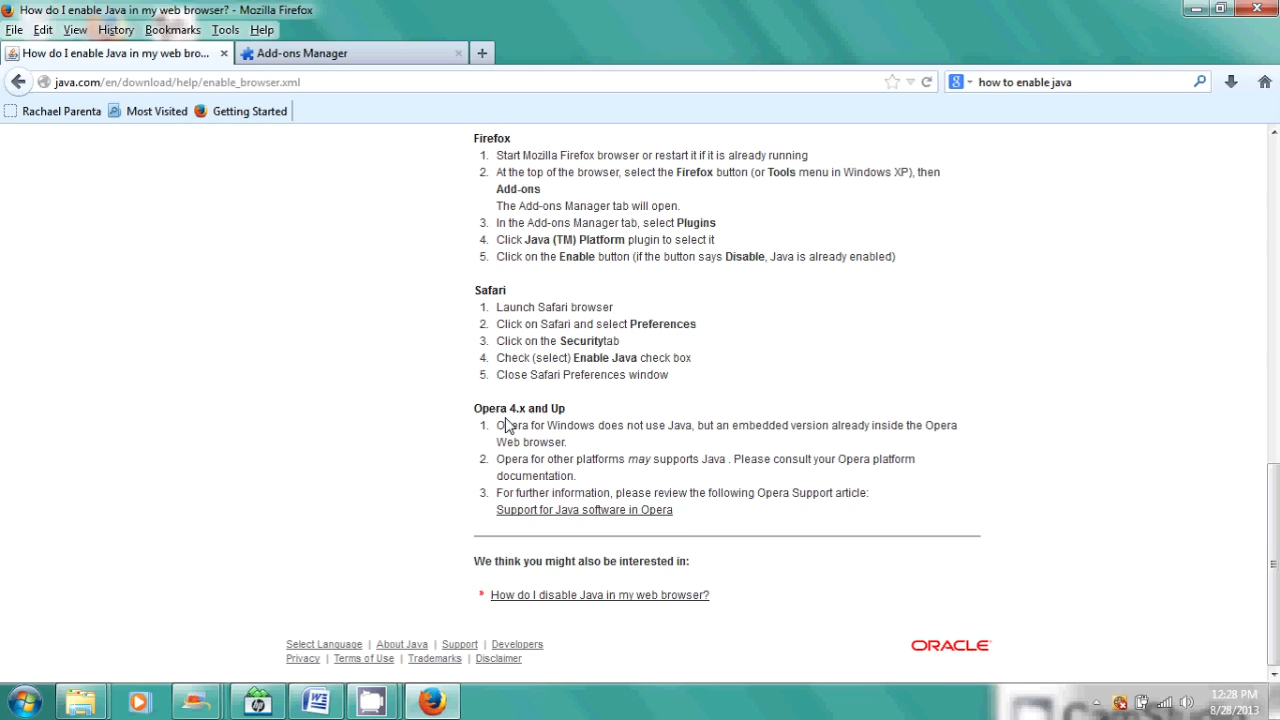 How do I enable Java in my web browser? - Mozilla Firefox
File Edit View History Bookmarks Tools Help
How do I enable Java in my web bro... × Add-ons Manager × +
java.com/en/download/help/enable_browser.xml how to enable java
Rachael Parenta Most Visited Getting Started
Firefox
1. Start Mozilla Firefox browser or restart it if it is already running
2. At the top of the browser, select the Firefox button (or Tools menu in Windows XP), then
Add-ons
The Add-ons Manager tab will open.
3. In the Add-ons Manager tab, select Plugins
4. Click Java (TM) Platform plugin to select it
5. Click on the Enable button (if the button says Disable, Java is already enabled)
Safari
1. Launch Safari browser
2. Click on Safari and select Preferences
3. Click on the Securitytab
4. Check (select) Enable Java check box
5. Close Safari Preferences window
Opera 4.x and Up
1. Opera for Windows does not use Java, but an embedded version already inside the Opera
Web browser.
2. Opera for other platforms may supports Java . Please consult your Opera platform
documentation.
3. For further information, please review the following Opera Support article:
Support for Java software in Opera
We think you might also be interested in:
» How do I disable Java in my web browser?
Select Language | About Java | Support | Developers
Privacy | Terms of Use | Trademarks | Disclaimer
ORACLE
12:28 PM
8/28/2013